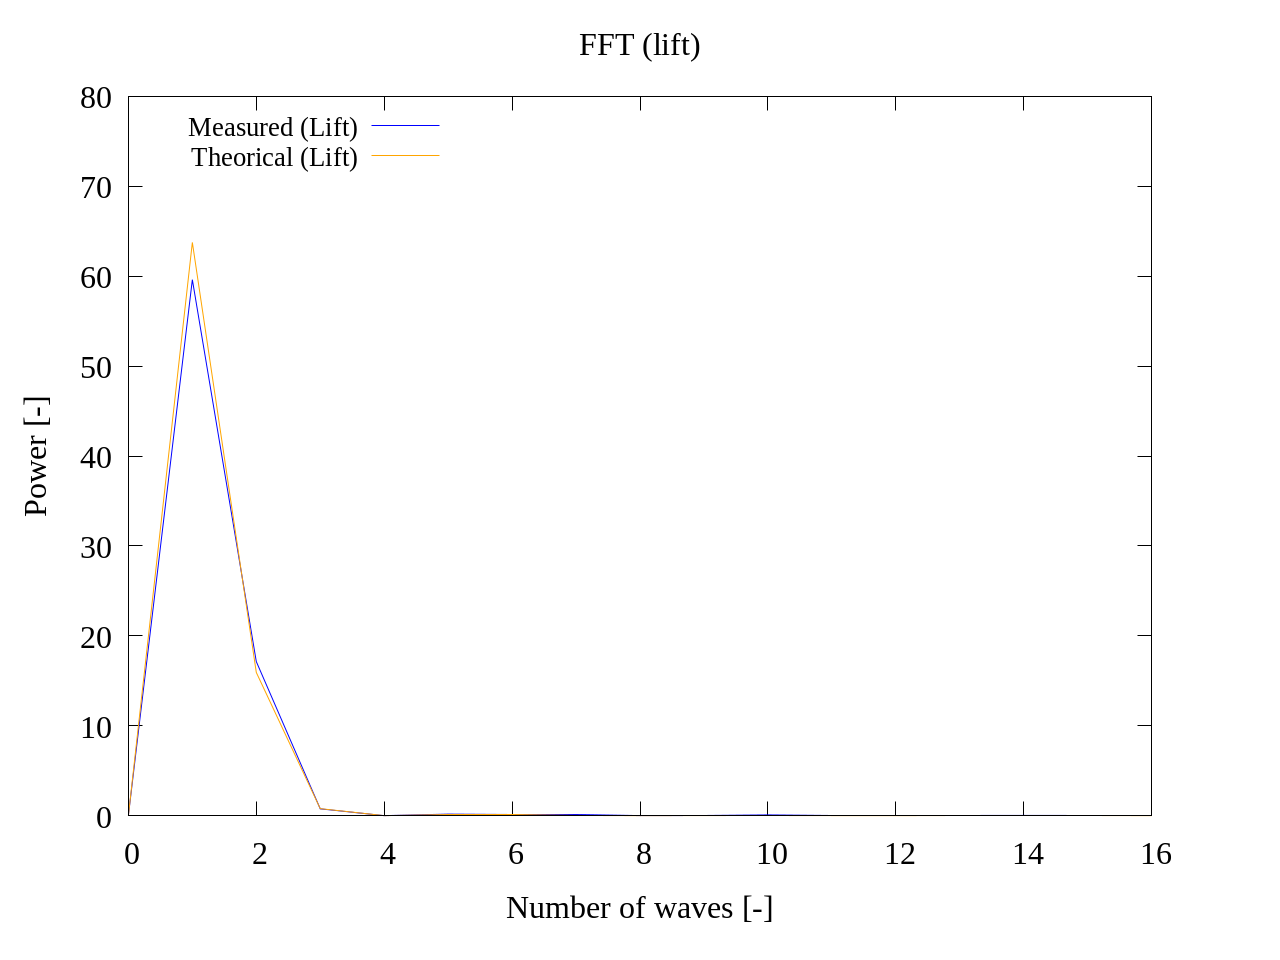 FFT (lift)
Measured (Lift)
Theorical (Lift)
80
70
60
50
40
30
20
10
0
Power [-]
0 2 4 6 8 10 12 14 16
Number of waves [-]